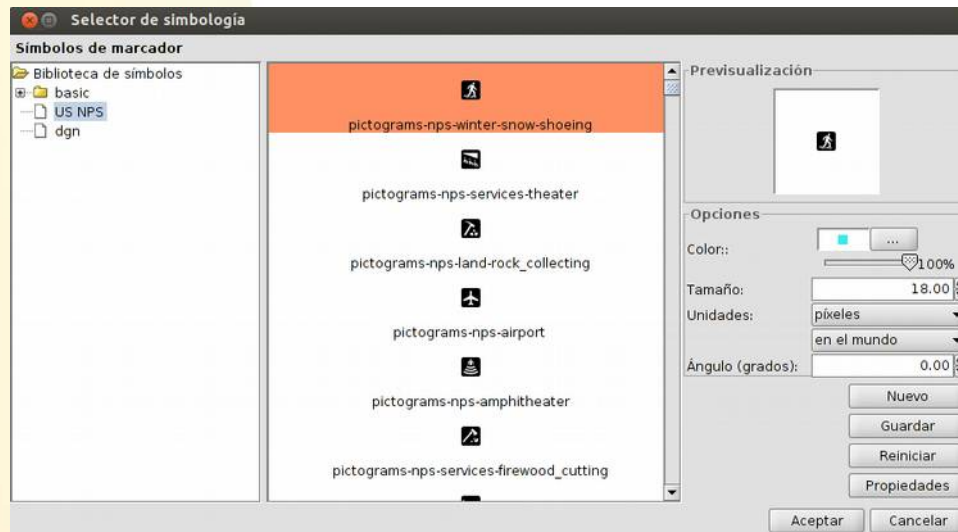 Selector de simbología
Símbolos de marcador
Biblioteca de símbolos
basic
US NPS
dgn
pictograms-nps-winter-snow-shoeing
pictograms-nps-services-theater
pictograms-nps-land-rock_collecting
pictograms-nps-airport
pictograms-nps-amphitheater
pictograms-nps-services-firewood_cutting
Previsualización
Opciones
Color::
...
100%
Tamaño:
18.00
Unidades:
píxeles
en el mundo
Ángulo (grados):
0.00
Nuevo
Guardar
Reiniciar
Propiedades
Aceptar
Cancelar